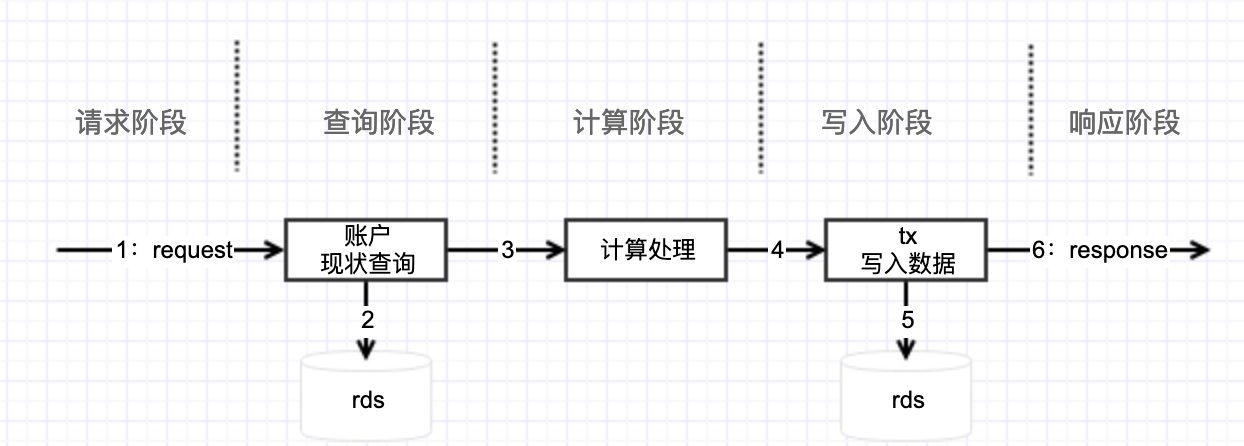 请求阶段
查询阶段
计算阶段
写入阶段
响应阶段
1：request
账户
现状查询
3
计算处理
4
tx
写入数据
6：response
2
5
rds
rds